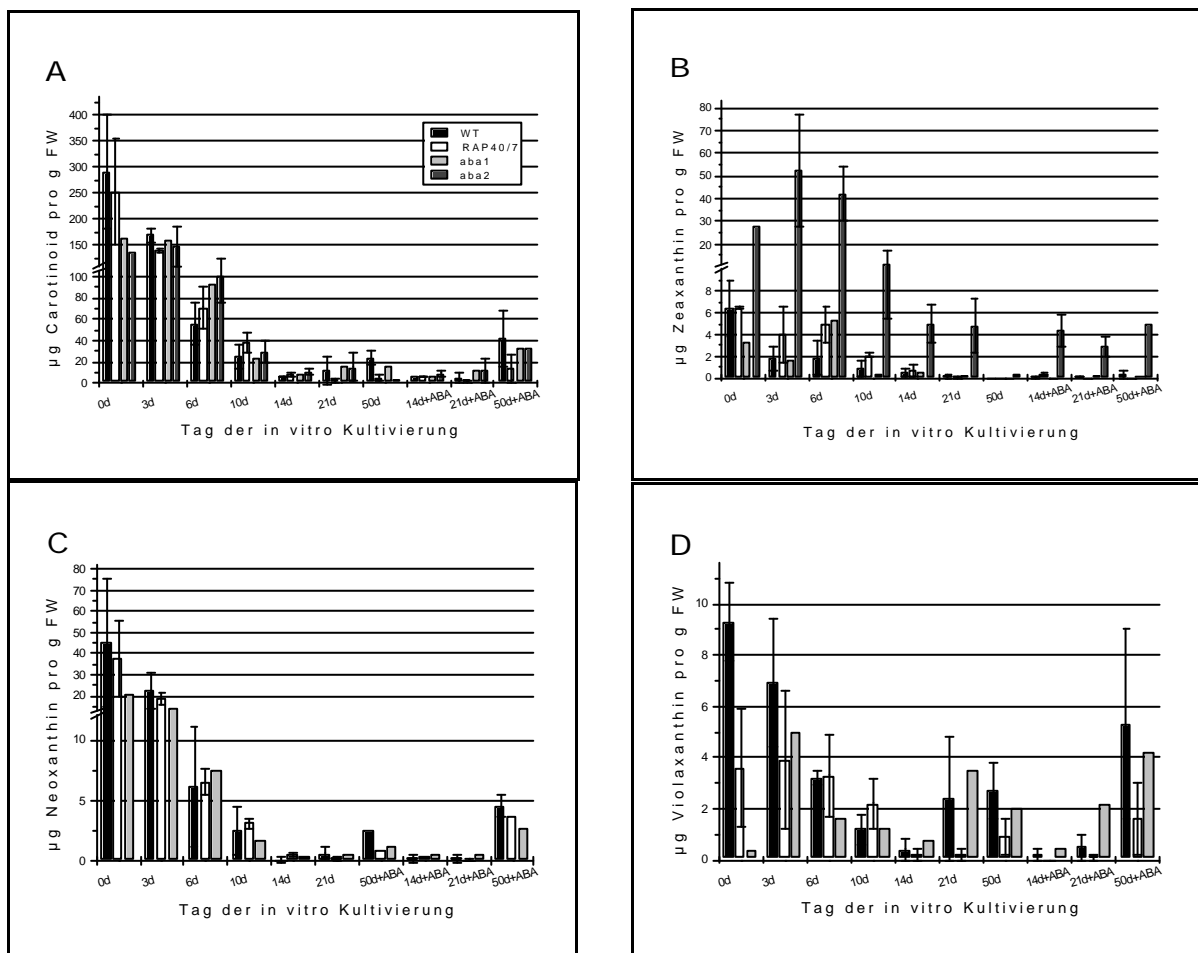 A
µg Carotinoid pro g FW
400
350
300
250
200
150
100
80
60
40
20
0
WT
RAP40/7
aba1
aba2
0d 3d 6d 10d 14d 21d 50d 14d+ABA 21d+ABA 50d+ABA
Tag der in vitro Kultivierung
B
µg Zeaxanthin pro g FW
80
70
60
50
40
30
20
8
6
4
2
0
0d 3d 6d 10d 14d 21d 50d 14d+ABA 21d+ABA 50d+ABA
Tag der in vitro Kultivierung
C
µg Neoxanthin pro g FW
80
70
60
50
40
30
20
10
5
0
0d 3d 6d 10d 14d 21d 50d+ABA 14d+ABA 21d+ABA 50d+ABA
Tag der in vitro Kultivierung
D
µg Violaxanthin pro g FW
10
8
6
4
2
0
0d 3d 6d 10d 14d 21d 50d 14d+ABA 21d+ABA 50d+ABA
Tag der in vitro Kultivierung